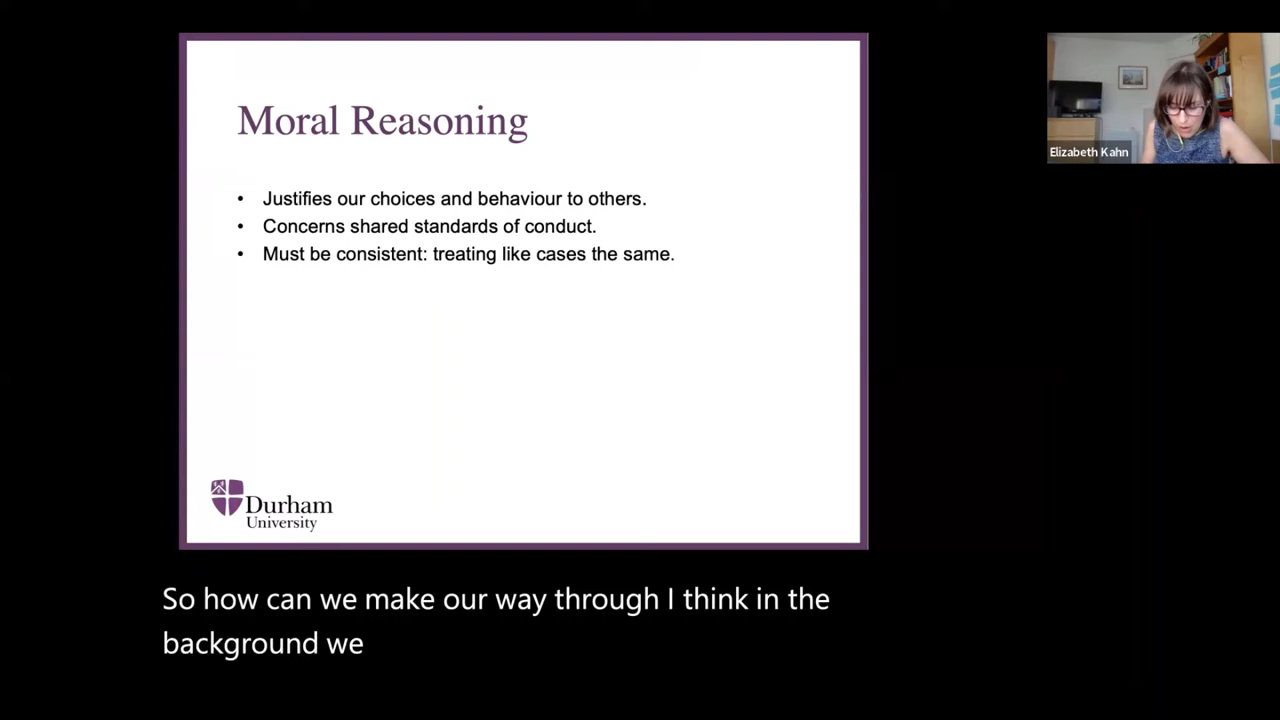 Moral Reasoning
• Justifies our choices and behaviour to others.
• Concerns shared standards of conduct.
• Must be consistent: treating like cases the same.
Durham
University
Elizabeth Kahn
So how can we make our way through I think in the
background we